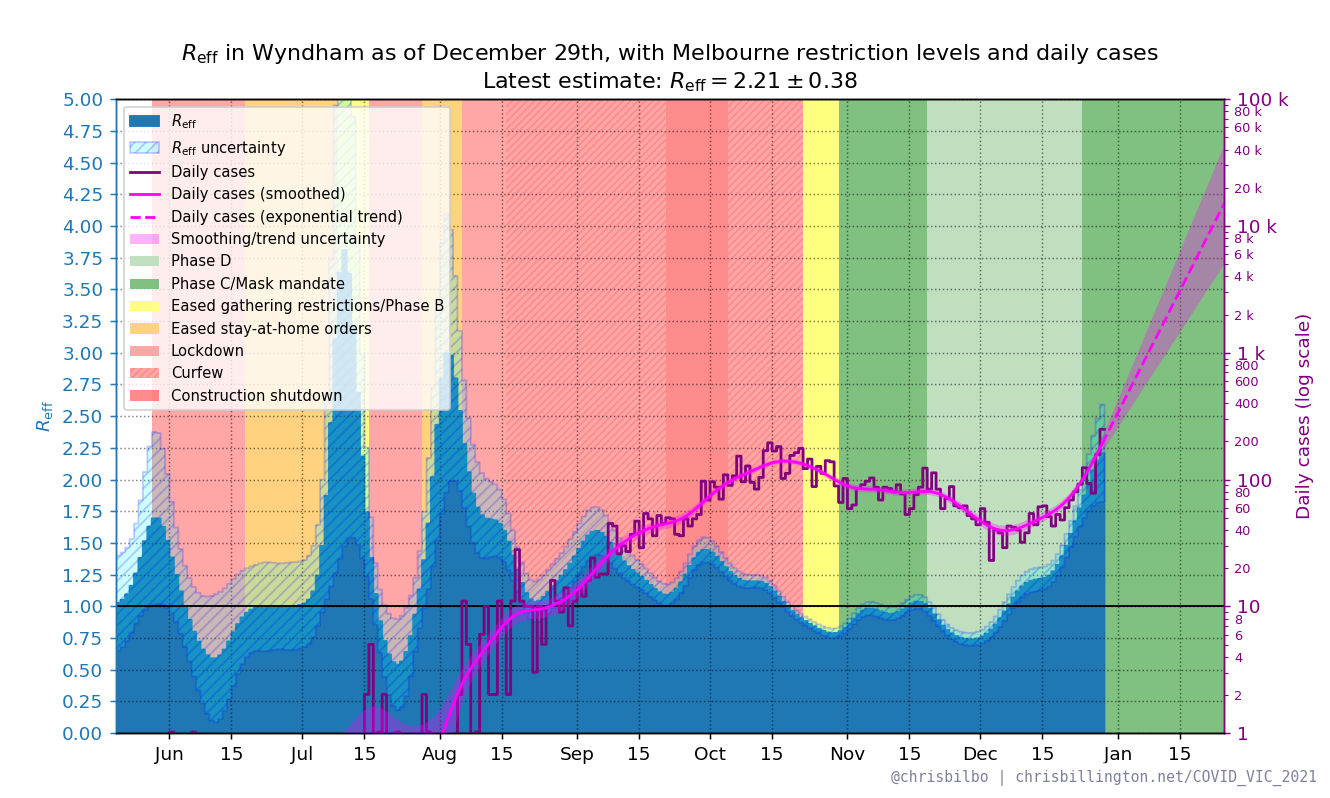 Reff in Wyndham as of December 29th, with Melbourne restriction levels and daily cases
Latest estimate: Reff = 2.21 ± 0.38
5.00
4.75
4.50
4.25
4.00
3.75
3.50
3.25
3.00
2.75
2.50
2.25
2.00
1.75
1.50
1.25
1.00
0.75
0.50
0.25
0.00
Reff
Reff
Reff uncertainty
Daily cases
Daily cases (smoothed)
Daily cases (exponential trend)
Smoothing/trend uncertainty
Phase D
Phase C/Mask mandate
Eased gathering restrictions/Phase B
Eased stay-at-home orders
Lockdown
Curfew
Construction shutdown
100 k
80 k
60 k
40 k
20 k
10 k
8 k
6 k
4 k
2 k
1 k
800
600
400
200
100
80
60
40
20
10
8
6
4
2
1
Daily cases (log scale)
Jun 15 Jul 15 Aug 15 Sep 15 Oct 15 Nov 15 Dec 15 Jan 15
@chrisbilbo | chrisbillington.net/COVID_VIC_2021